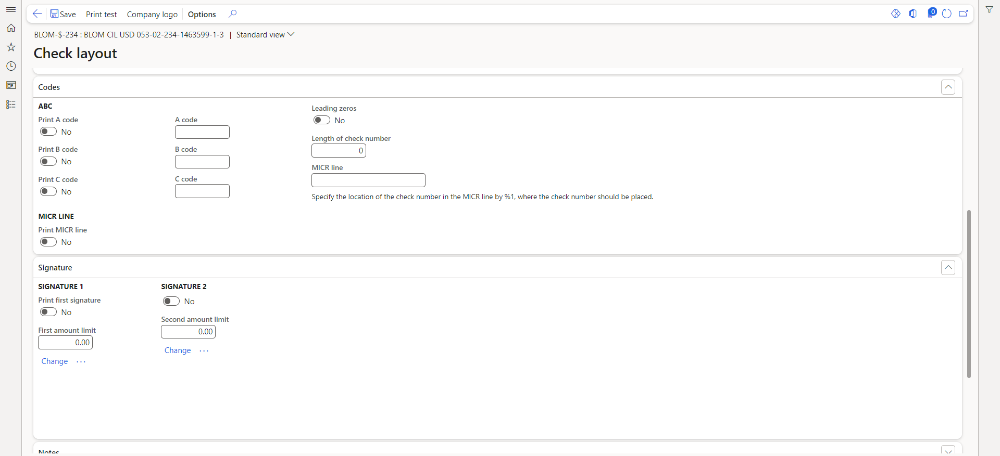 Save Print test Company logo Options 0
BLOM-$-234 : BLOM CIL USD 053-02-234-1463599-1-3 | Standard view
Check layout
Codes
ABC
Print A code
No
Print B code
No
Print C code
No
A code
B code
C code
Leading zeros
No
Length of check number
0
MICR line
Specify the location of the check number in the MICR line by %1, where the check number should be placed.
MICR LINE
Print MICR line
No
Signature
SIGNATURE 1
Print first signature
No
First amount limit
0.00
Change ...
SIGNATURE 2
No
Second amount limit
0.00
Change ...
Notes